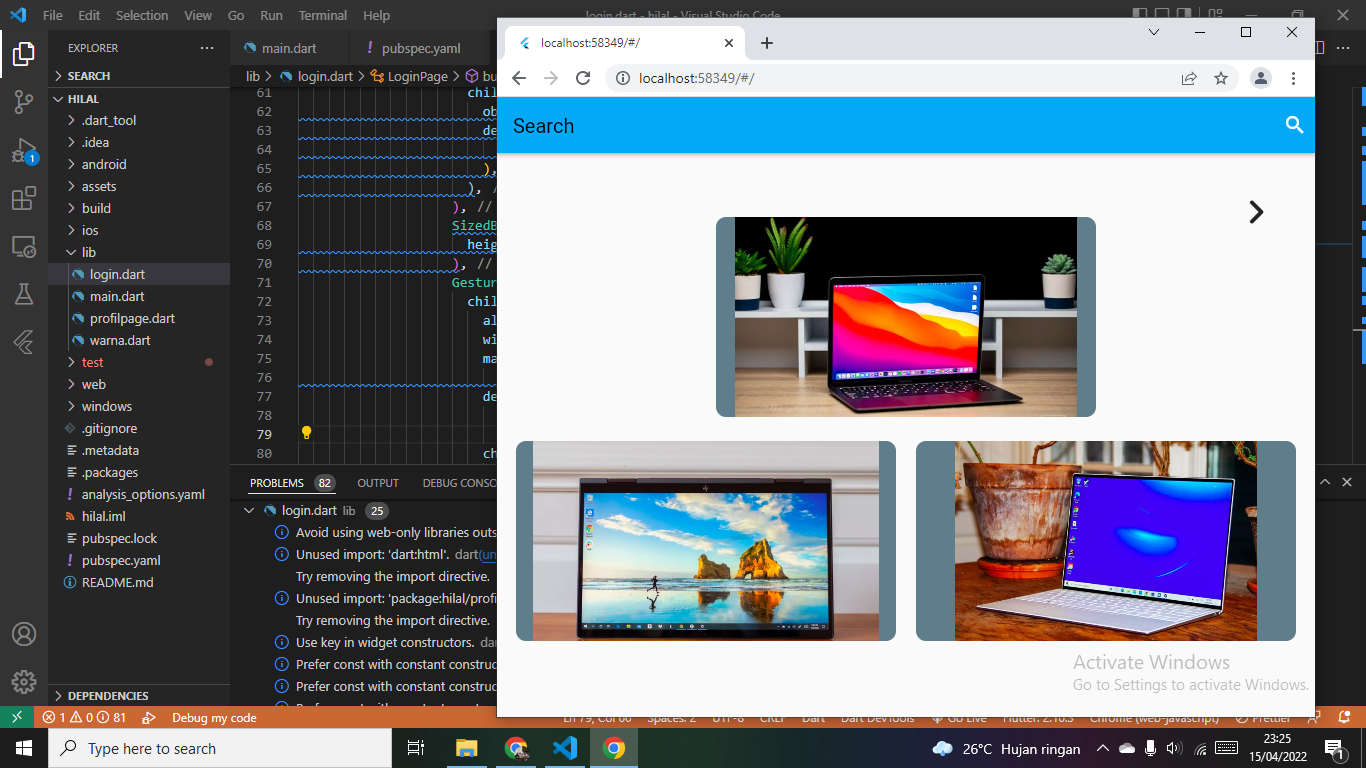 File Edit Selection View Go Run Terminal Help
login.dart - hilal - Visual Studio Code
EXPLORER
SEARCH
HILAL
.dart_tool
.idea
android
assets
build
ios
lib
login.dart
main.dart
profilpage.dart
warna.dart
test
web
windows
.gitignore
.metadata
.packages
analysis_options.yaml
hilal.iml
pubspec.lock
pubspec.yaml
README.md
DEPENDENCIES
1
main.dart
! pubspec.yaml
lib > login.dart > LoginPage > bu
61 chil
62 ob
63 de
64
65 ),
66 ), /
67 ), //
68 SizedB
69 heig
70 ), //
71 Gestur
72 chil
73 al
74 wi
75 ma
76
77 de
78
79
80 ch
PROBLEMS 82 OUTPUT DEBUG CONSO
login.dart lib 25
Avoid using web-only libraries outs
Unused import: 'dart:html'. dart(un
Try removing the import directive.
Unused import: 'package:hilal/profi
Try removing the import directive.
Use key in widget constructors. dar
Prefer const with constant construc
Prefer const with constant construc
localhost:58349/#/
localhost:58349/#/
Search
Activate Windows
Go to Settings to activate Windows.
1 0 81 Debug my code
Ln 79, Col 60 Spaces: 2 UTF-8 CRLF Dart Dart DevTools Go Live Flutter: 2.10.3 Chrome (web-javascript) Prettier
Type here to search
26°C Hujan ringan
23:25
15/04/2022
1